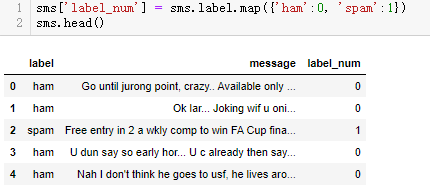 1 sms['label_num'] = sms.label.map({'ham':0, 'spam':1})
2 sms.head()
label message label_num
0 ham Go until jurong point, crazy.. Available only ... 0
1 ham Ok lar... Joking wif u oni... 0
2 spam Free entry in 2 a wkly comp to win FA Cup fina... 1
3 ham U dun say so early hor... U c already then say... 0
4 ham Nah I don't think he goes to usf, he lives aro... 0